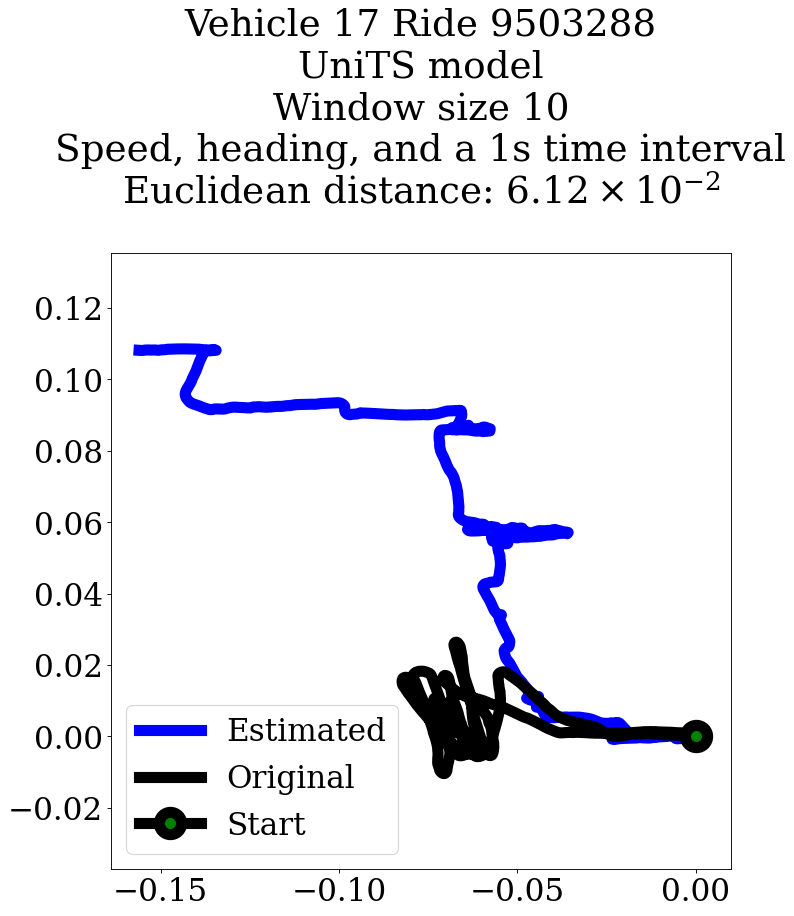 Vehicle 17 Ride 9503288
UniTS model
Window size 10
Speed, heading, and a 1s time interval
Euclidean distance: 6.12 × 10⁻²
0.12
0.10
0.08
0.06
0.04
0.02
0.00
−0.02
Estimated
Original
Start
−0.15
−0.10
−0.05
0.00